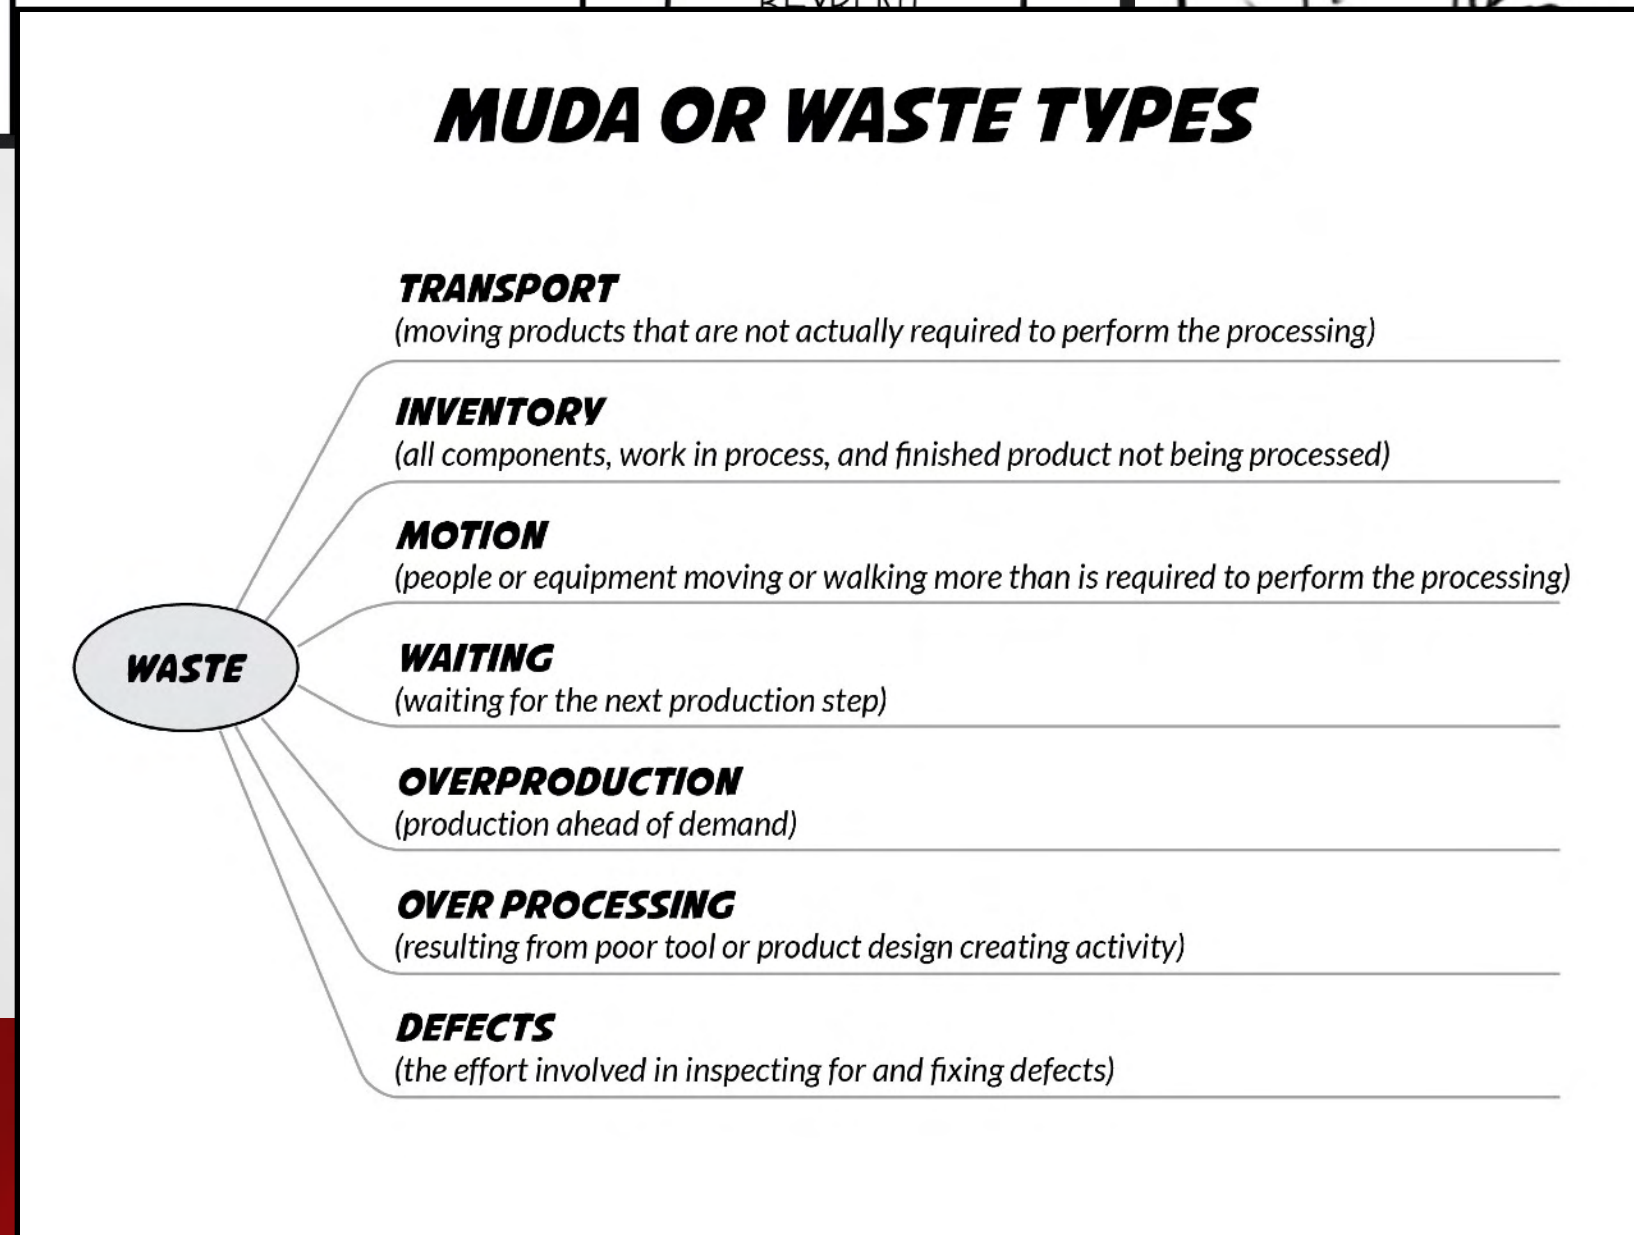 MUDA OR WASTE TYPES
TRANSPORT
(moving products that are not actually required to perform the processing)
INVENTORY
(all components, work in process, and finished product not being processed)
MOTION
(people or equipment moving or walking more than is required to perform the processing)
WASTE
WAITING
(waiting for the next production step)
OVERPRODUCTION
(production ahead of demand)
OVER PROCESSING
(resulting from poor tool or product design creating activity)
DEFECTS
(the effort involved in inspecting for and fixing defects)